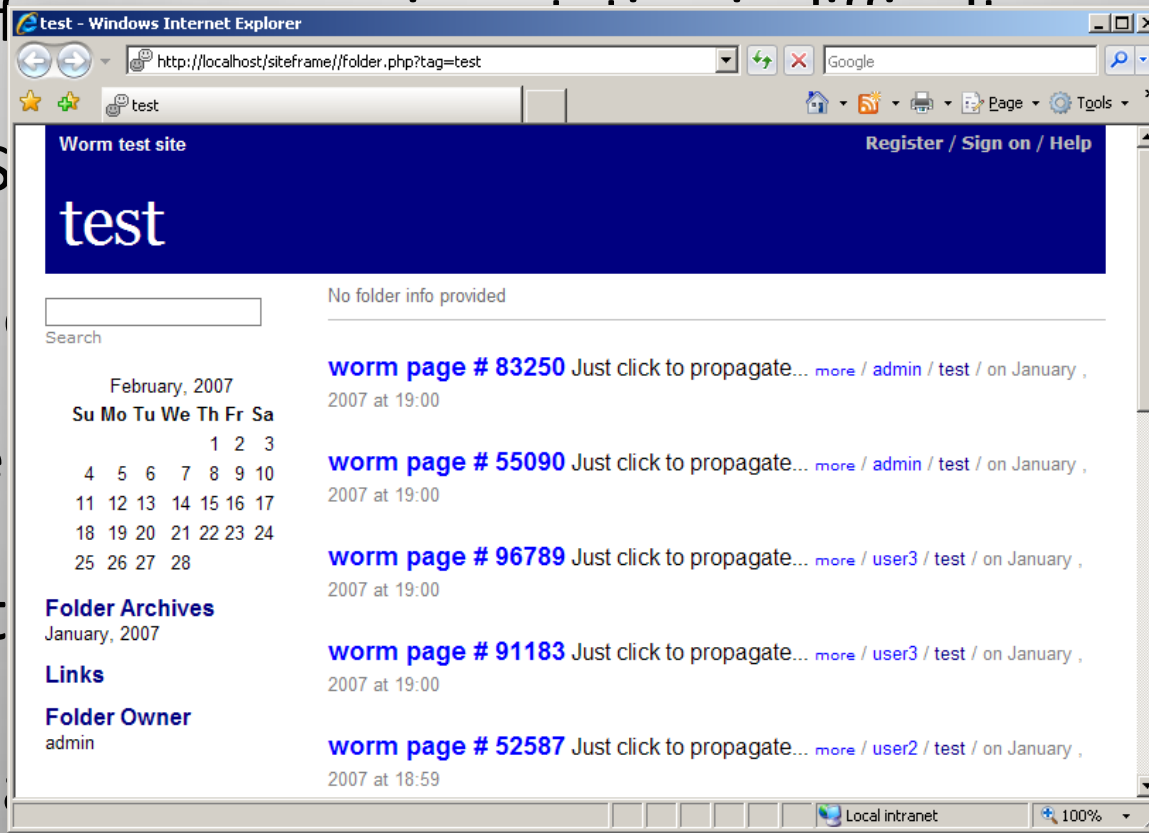 test - Windows Internet Explorer
http://localhost/siteframe//folder.php?tag=test
Google
test
Page
Tools
Worm test site
Register / Sign on / Help
test
No folder info provided
Search
February, 2007
Su Mo Tu We Th Fr Sa
1 2 3
4 5 6 7 8 9 10
11 12 13 14 15 16 17
18 19 20 21 22 23 24
25 26 27 28
Folder Archives
January, 2007
Links
Folder Owner
admin
worm page # 83250 Just click to propagate... more / admin / test / on January ,
2007 at 19:00
worm page # 55090 Just click to propagate... more / admin / test / on January ,
2007 at 19:00
worm page # 96789 Just click to propagate... more / user3 / test / on January ,
2007 at 19:00
worm page # 91183 Just click to propagate... more / user3 / test / on January ,
2007 at 19:00
worm page # 52587 Just click to propagate... more / user2 / test / on January ,
2007 at 18:59
Local intranet
100%